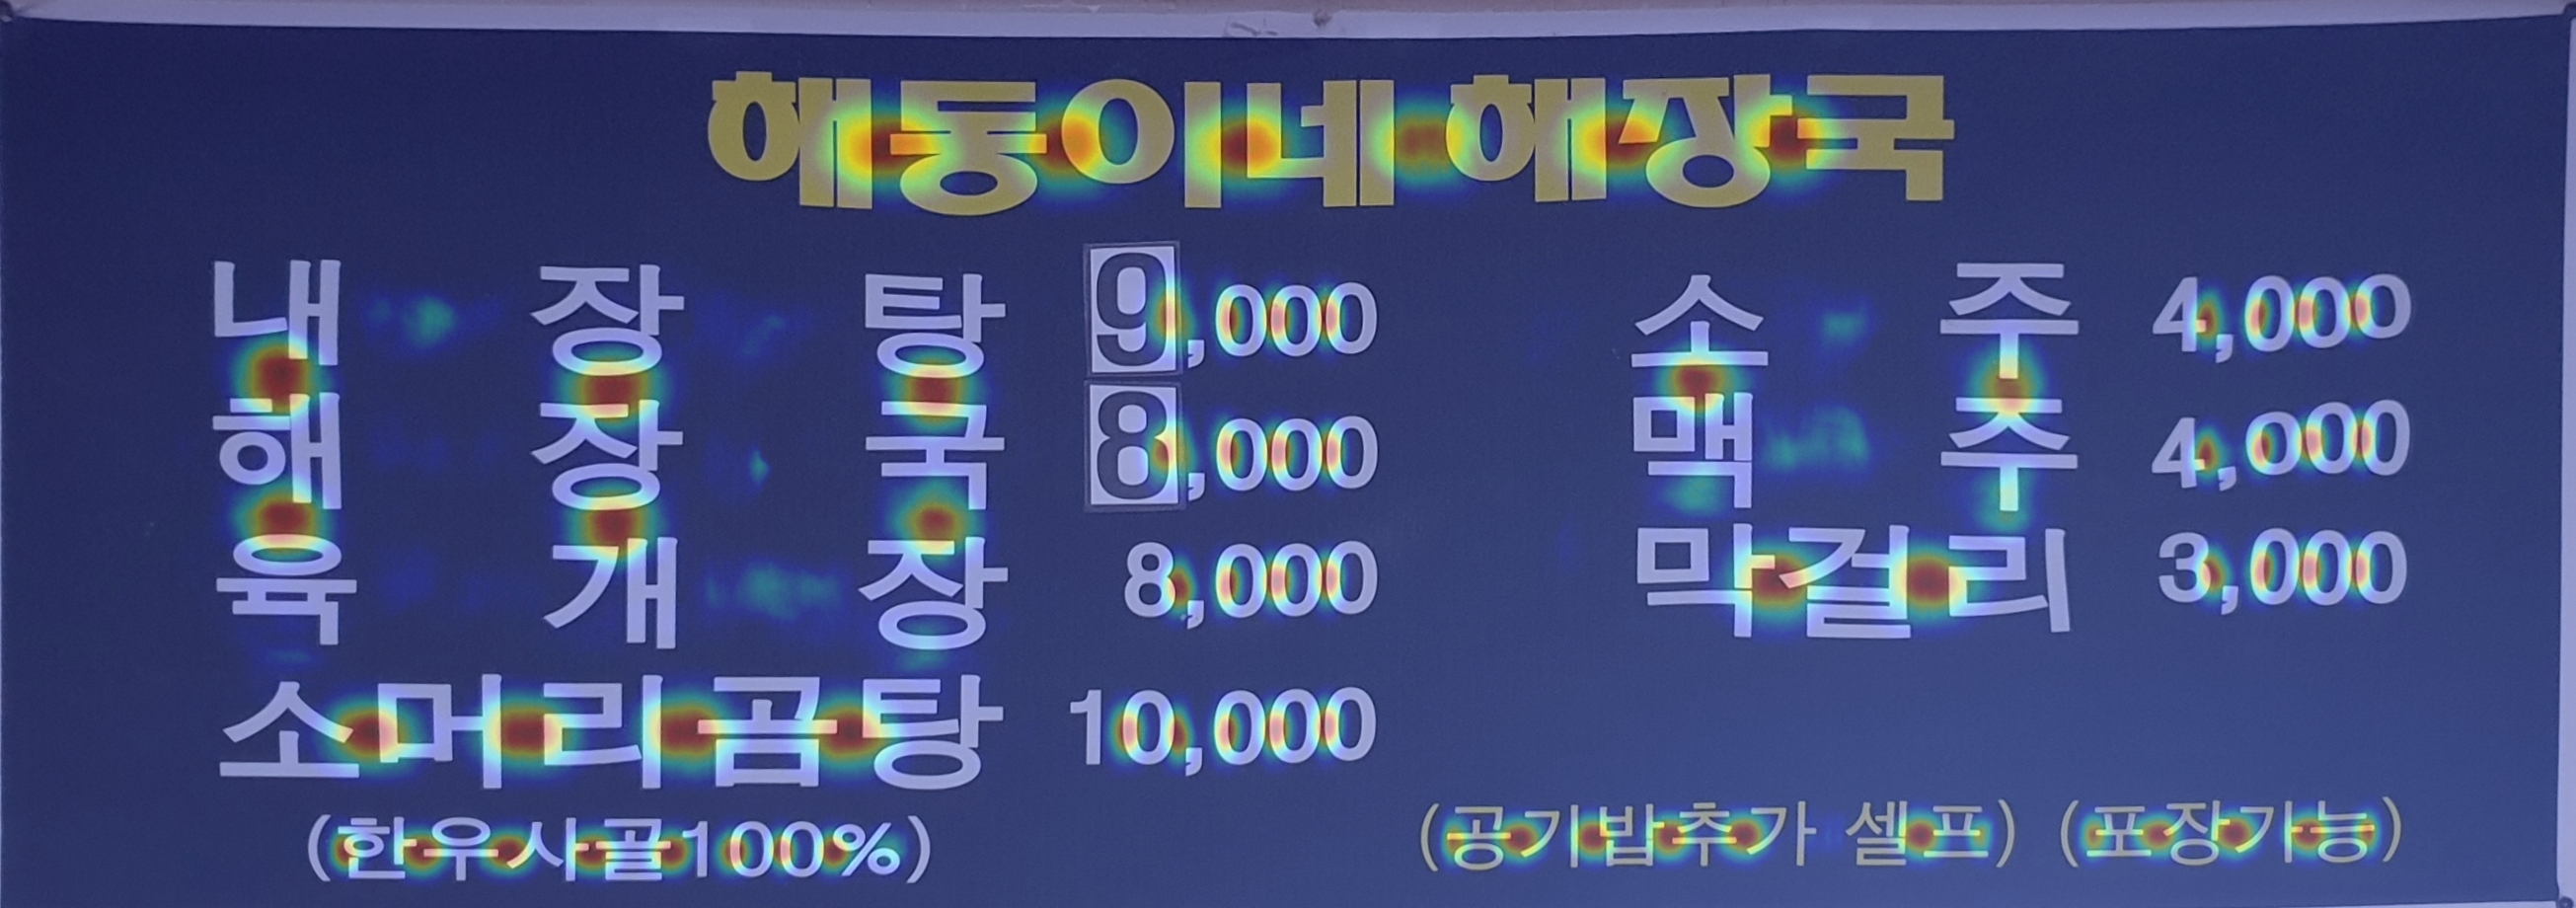 해동이네 해장국
내 장 탕 9,000
해 장 국 8,000
육 개 장 8,000
소머리곰탕 10,000
(한우사골100%)
소 주 4,000
맥 주 4,000
막걸리 3,000
(공기밥추가 셀프) (포장가능)